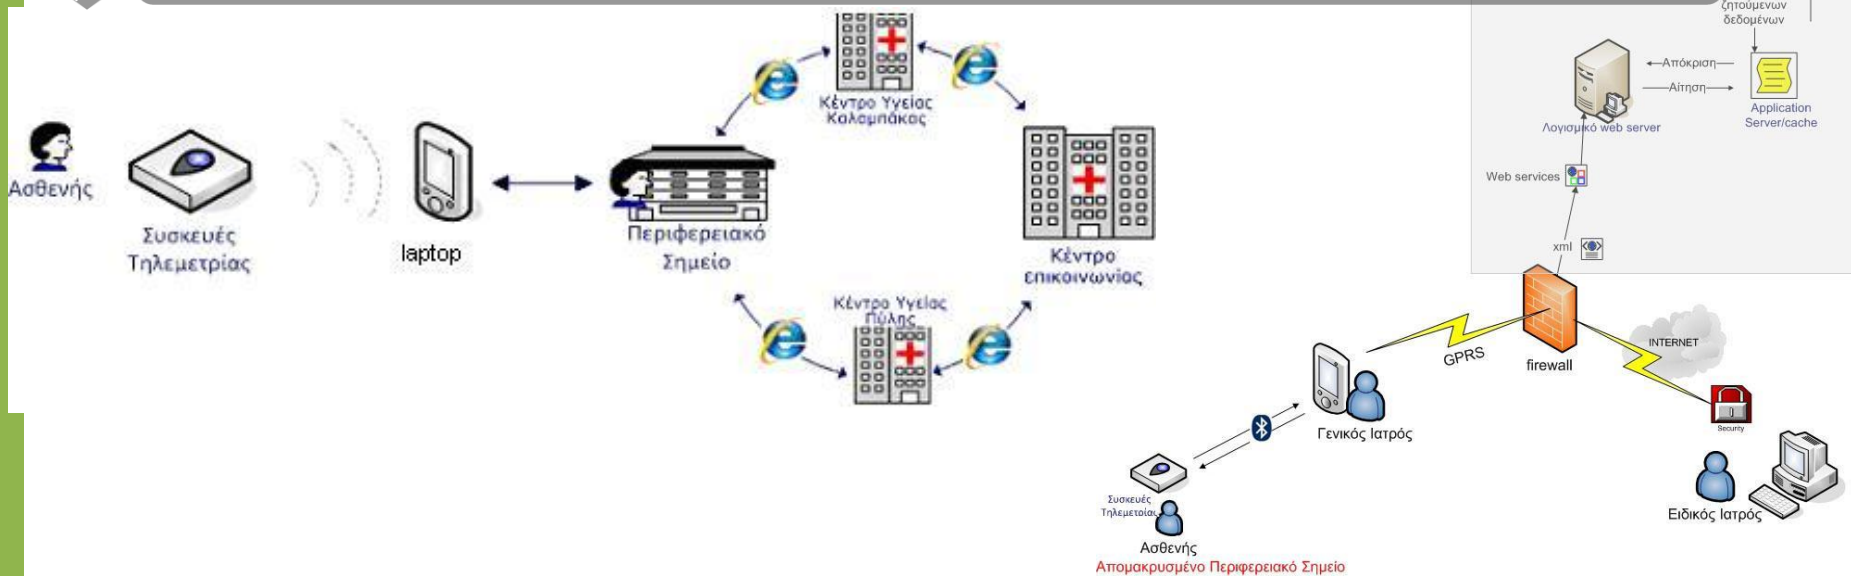 Ασθενής
Συσκευές
Τηλεμετρίας
laptop
Περιφερειακό
Σημείο
Κέντρο Υγείας
Καλαμπάκας
Κέντρο Υγείας
Πύλης
Κέντρο
επικοινωνίας
ζητούμενων
δεδομένων
Απόκριση
Αίτηση
Application
Server/cache
Λογισμικό web server
Web services
xml
firewall
INTERNET
GPRS
Security
Γενικός Ιατρός
Ειδικός Ιατρός
Συσκευές
Τηλεμετρίας
Ασθενής
Απομακρυσμένο Περιφερειακό Σημείο